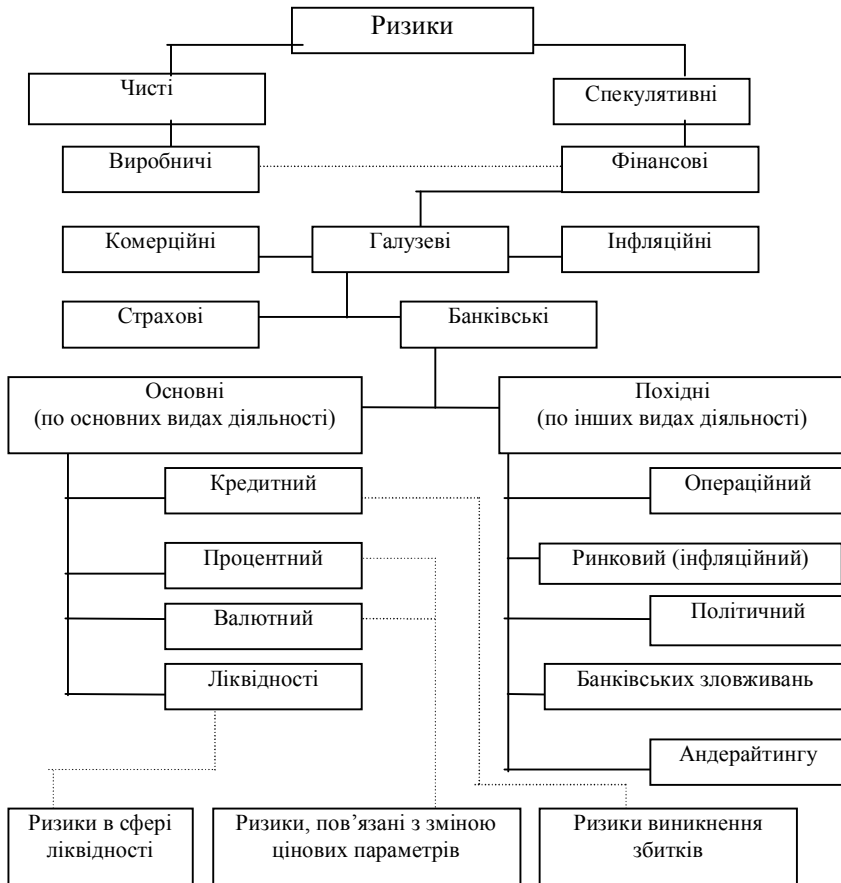 Ризики
Чисті
Спекулятивні
Виробничі
Фінансові
Комерційні
Галузеві
Інфляційні
Страхові
Банківські
Основні
(по основних видах діяльності)
Похідні
(по інших видах діяльності)
Кредитний
Операційний
Процентний
Ринковий (інфляційний)
Валютний
Політичний
Ліквідності
Банківських зловживань
Андерайтингу
Ризики в сфері
ліквідності
Ризики, пов’язані з зміною
цінових параметрів
Ризики виникнення
збитків